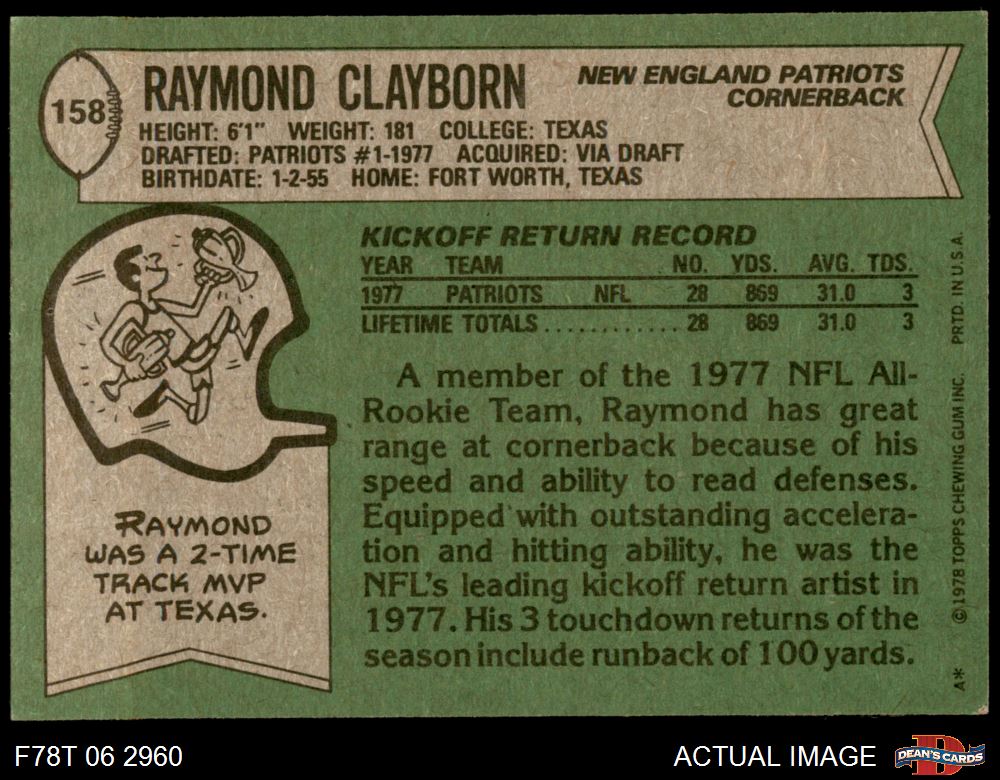 158
RAYMOND CLAYBORN
NEW ENGLAND PATRIOTS
CORNERBACK
HEIGHT: 6'1" WEIGHT: 181 COLLEGE: TEXAS
DRAFTED: PATRIOTS #1-1977 ACQUIRED: VIA DRAFT
BIRTHDATE: 1-2-55 HOME: FORT WORTH, TEXAS
KICKOFF RETURN RECORD
YEAR TEAM NO. YDS. AVG. TDS.
1977 PATRIOTS NFL 28 869 31.0 3
LIFETIME TOTALS............ 28 869 31.0 3
A member of the 1977 NFL All-
Rookie Team, Raymond has great
range at cornerback because of his
speed and ability to read defenses.
Equipped with outstanding accelera-
tion and hitting ability, he was the
NFL's leading kickoff return artist in
1977. His 3 touchdown returns of the
season include runback of 100 yards.
RAYMOND
WAS A 2-TIME
TRACK MVP
AT TEXAS.
A* ©1978 TOPPS CHEWING GUM INC. PRTD. IN U.S.A.
F78T 06 2960
ACTUAL IMAGE
D
DEAN'S CARDS